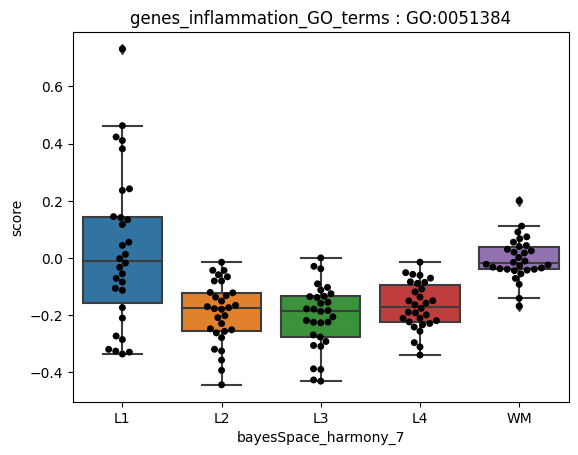 genes_inflammation_GO_terms : GO:0051384
0.6
0.4
0.2
0.0
−0.2
−0.4
score
L1 L2 L3 L4 WM
bayesSpace_harmony_7